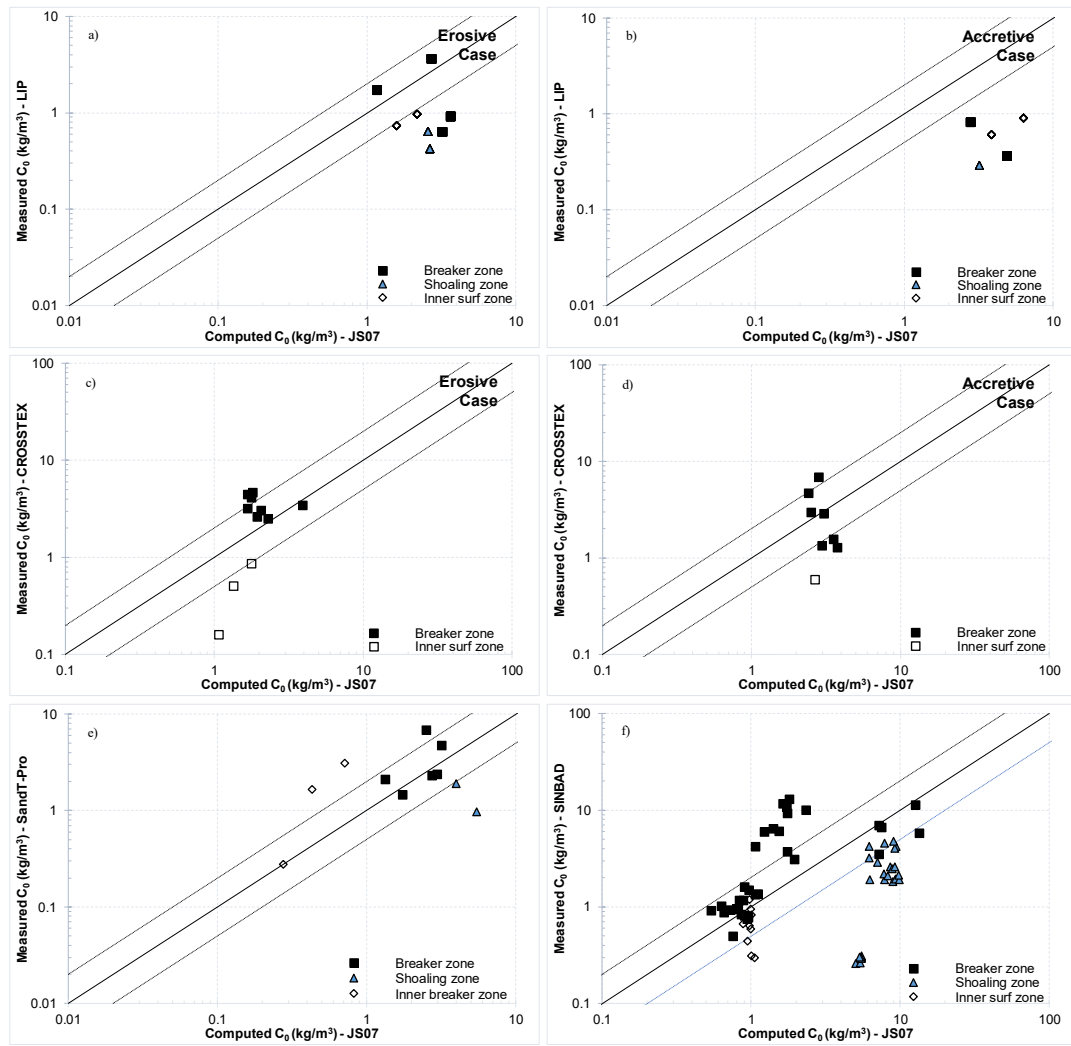 a)
Erosive
Case
Measured C₀ (kg/m³) - LIP
10
1
0.1
0.01
0.01
0.1
1
10
Breaker zone
Shoaling zone
Inner surf zone
Computed C₀ (kg/m³) - JS07
b)
Accretive
Case
Measured C₀ (kg/m³) - LIP
10
1
0.1
0.01
0.01
0.1
1
10
Breaker zone
Shoaling zone
Inner surf zone
Computed C₀ (kg/m³) - JS07
c)
Erosive
Case
Measured C₀ (kg/m³) - CROSSTEX
100
10
1
0.1
0.1
1
10
100
Breaker zone
Inner surf zone
Computed C₀ (kg/m³) - JS07
d)
Accretive
Case
Measured C₀ (kg/m³) - CROSSTEX
100
10
1
0.1
0.1
1
10
100
Breaker zone
Inner surf zone
Computed C₀ (kg/m³) - JS07
e)
Measured C₀ (kg/m³) - SandT-Pro
10
1
0.1
0.01
0.01
0.1
1
10
Breaker zone
Shoaling zone
Inner breaker zone
Computed C₀ (kg/m³) - JS07
f)
Measured C₀ (kg/m³) - SINBAD
100
10
1
0.1
0.1
1
10
100
Breaker zone
Shoaling zone
Inner surf zone
Computed C₀ (kg/m³) - JS07